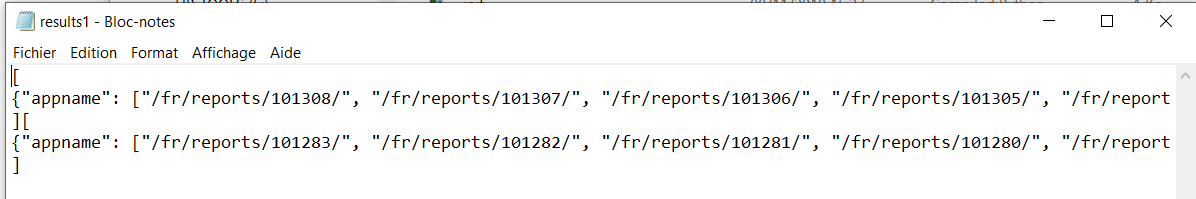 results1 - Bloc-notes
Fichier Edition Format Affichage Aide
[
{"appname": ["/fr/reports/101308/", "/fr/reports/101307/", "/fr/reports/101306/", "/fr/reports/101305/", "/fr/report
][
{"appname": ["/fr/reports/101283/", "/fr/reports/101282/", "/fr/reports/101281/", "/fr/reports/101280/", "/fr/report
]